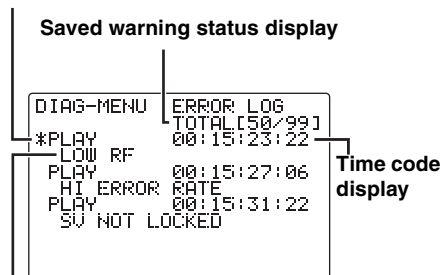 Saved warning status display
DIAG-MENU ERROR LOG
TOTAL[50/99]
*PLAY 00:15:23:22
LOW RF
PLAY 00:15:27:06
HI ERROR RATE
PLAY 00:15:31:22
SV NOT LOCKED
Time code
display